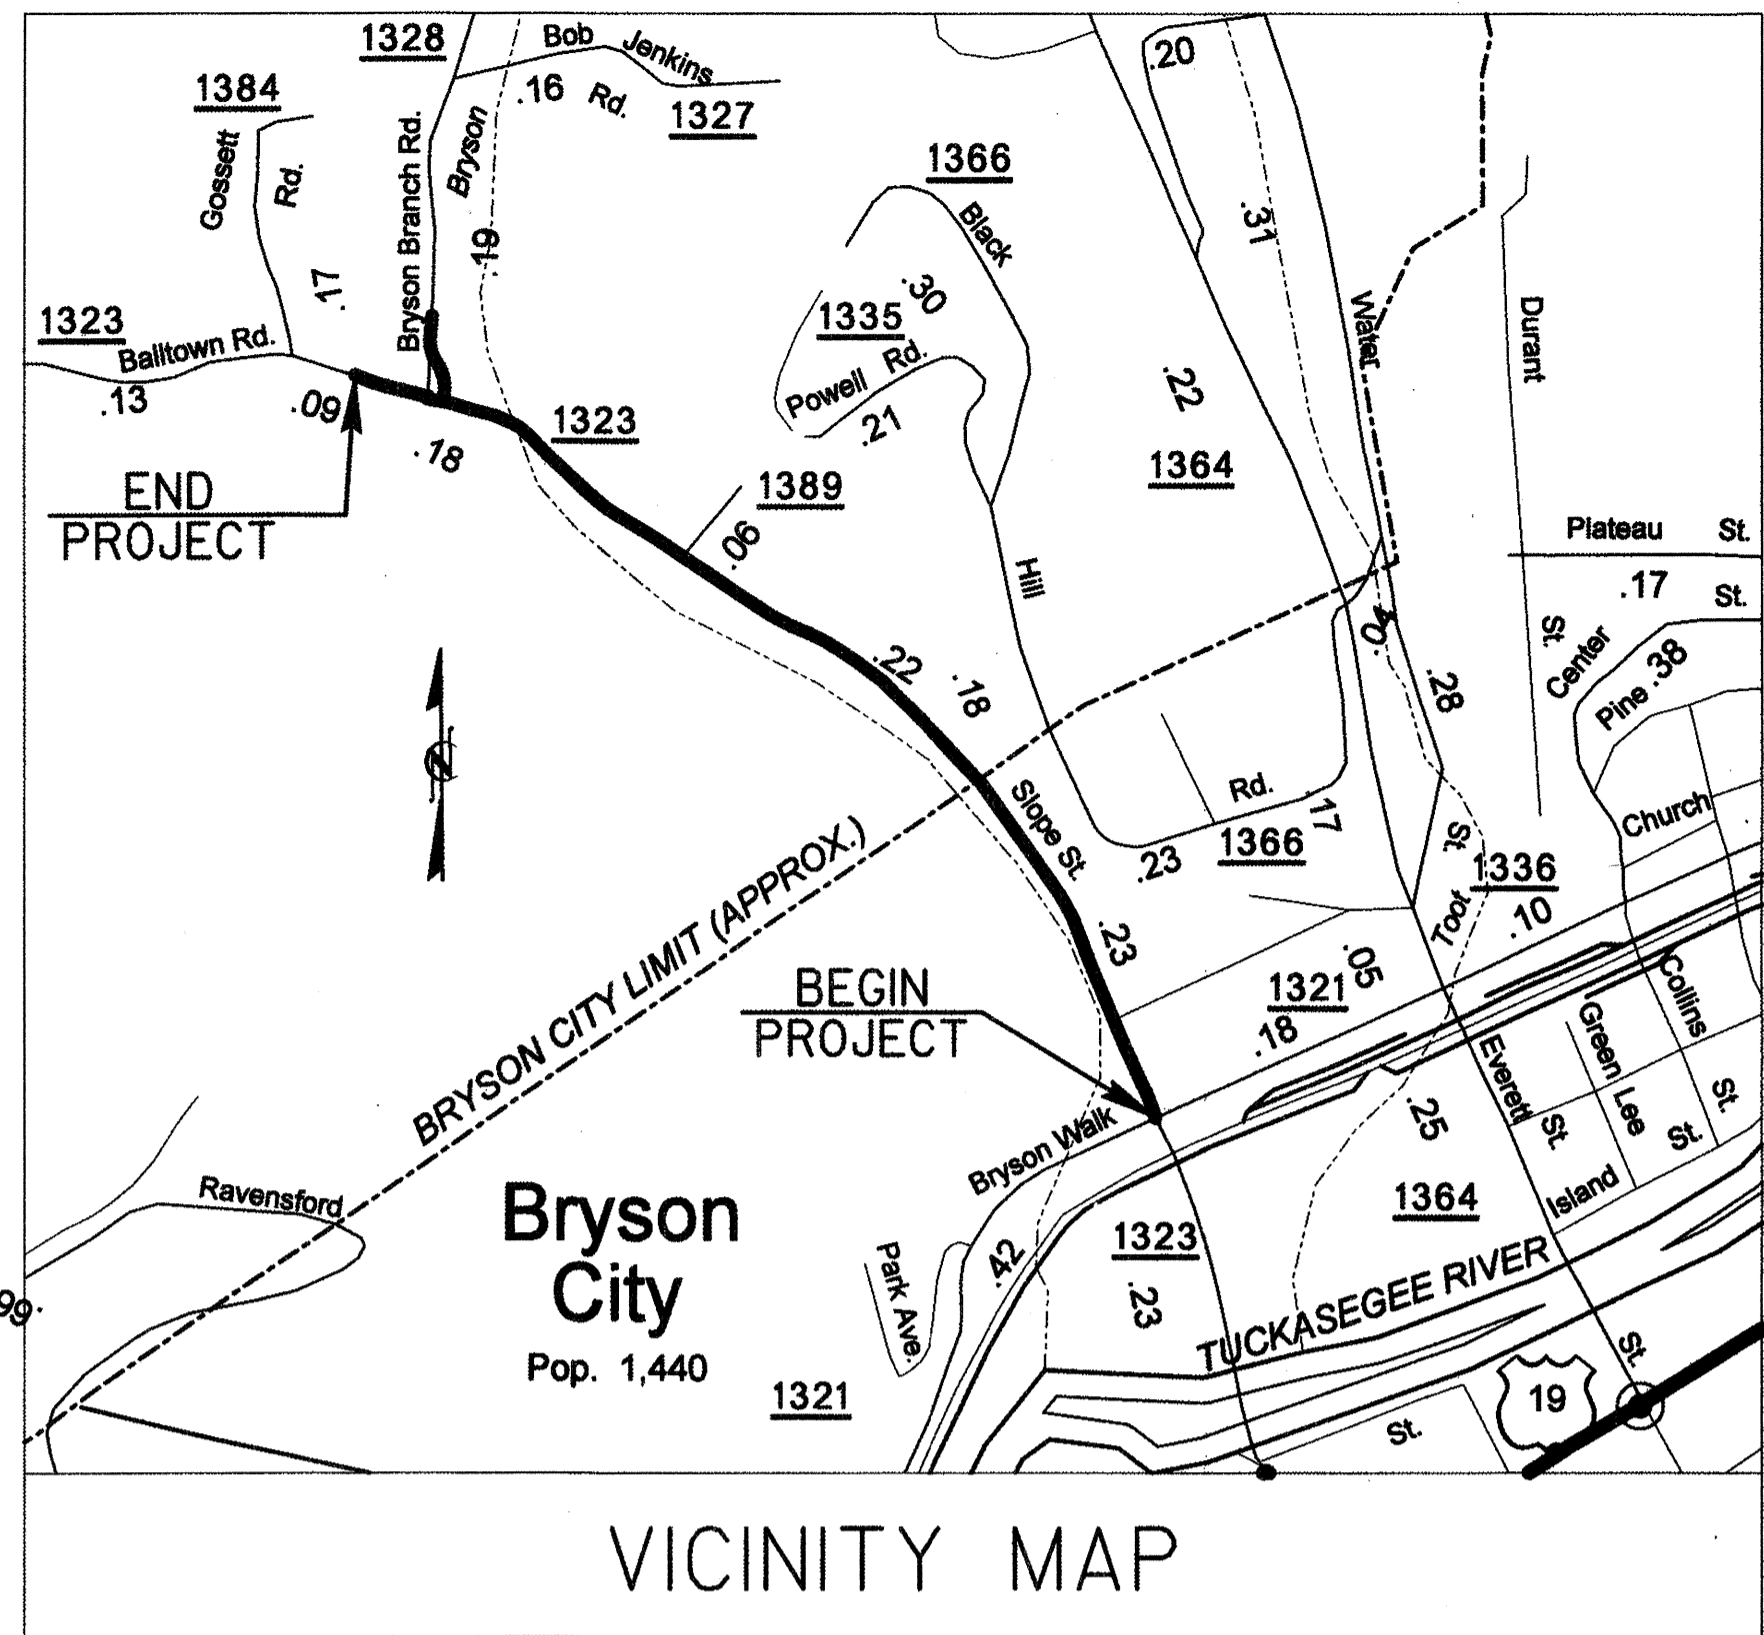 1328
Bob Jenkins Rd.
.16
1327
1384
Gossett Rd.
.17
Bryson Branch Rd.
Bryson
.19
1323
Balltown Rd.
.13
.09
.18
1323
END
PROJECT
1389
.06
1366
Black
.30
1335
Powell Rd.
.21
Hill
.20
.31
.22
1364
Water
Durant
St.
Plateau St.
.17
St.
Center
Pine .38
.04
.28
.22
.18
Slope St.
Rd.
.17
1366
.23
Church
St.
1336
Toot
.10
.23
.05
1321
.18
BRYSON CITY LIMIT (APPROX.)
BEGIN
PROJECT
Collins
St.
Green Lee
St.
Everett
St.
.25
Island
Bryson Walk
1364
1323
.23
.42
Park Ave.
Ravensford
.99
Bryson
City
Pop. 1,440
1321
TUCKASEGEE RIVER
St.
St.
19
N
VICINITY MAP